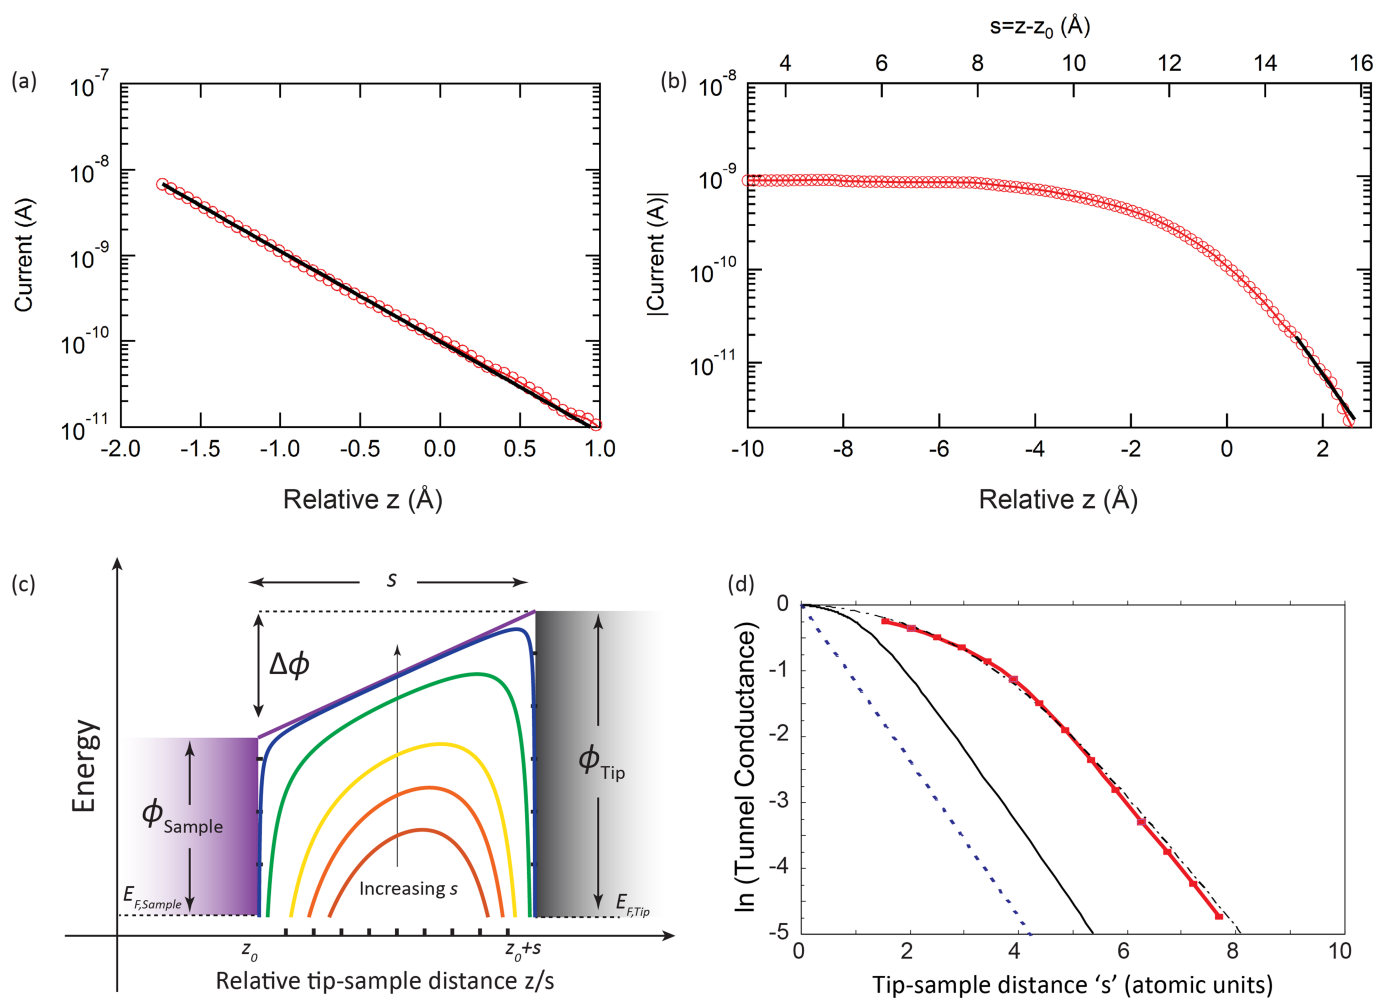 (a)
10⁻⁷
10⁻⁸
10⁻⁹
10⁻¹⁰
10⁻¹¹
Current (A)
-2.0 -1.5 -1.0 -0.5 0.0 0.5 1.0
Relative z (Å)
(b)
s=z-z₀ (Å)
4 6 8 10 12 14 16
10⁻⁸
10⁻⁹
10⁻¹⁰
10⁻¹¹
|Current (A)|
-10 -8 -6 -4 -2 0 2
Relative z (Å)
(c)
s
Δϕ
Energy
ϕSample
ϕTip
EF,Sample
Increasing s
EF,Tip
z₀ z₀+s
Relative tip-sample distance z/s
(d)
0
-1
-2
-3
-4
-5
ln (Tunnel Conductance)
0 2 4 6 8 10
Tip-sample distance ‘s’ (atomic units)